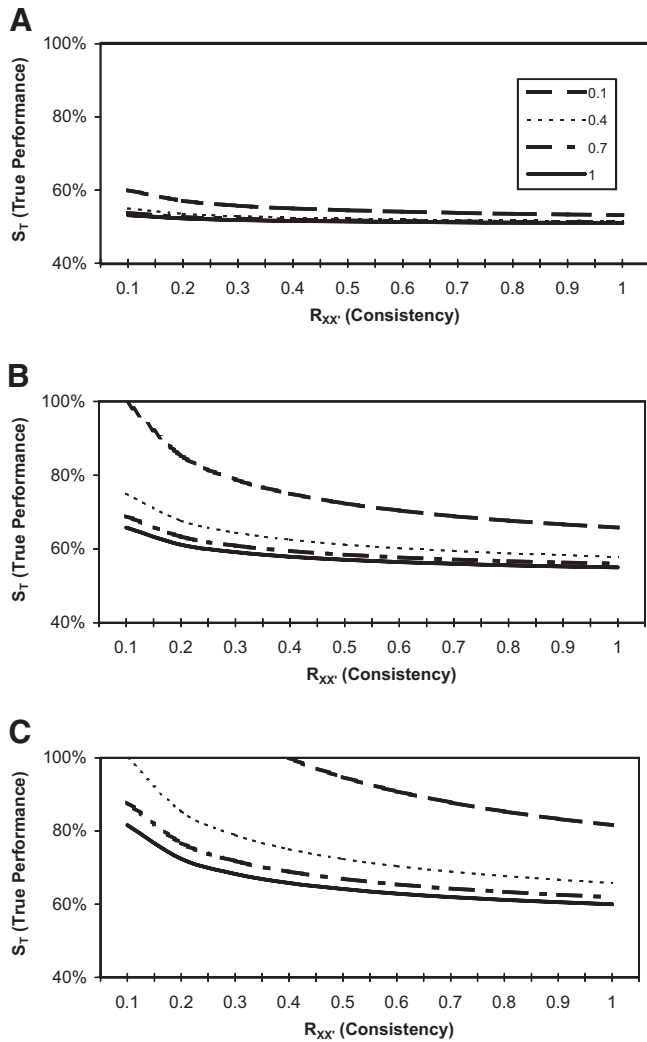 A
100%
80%
60%
40%
S_T (True Performance)
0.1 0.2 0.3 0.4 0.5 0.6 0.7 0.8 0.9 1
R_XX' (Consistency)
0.1
0.4
0.7
1
B
100%
80%
60%
40%
S_T (True Performance)
0.1 0.2 0.3 0.4 0.5 0.6 0.7 0.8 0.9 1
R_XX' (Consistency)
C
100%
80%
60%
40%
S_T (True Performance)
0.1 0.2 0.3 0.4 0.5 0.6 0.7 0.8 0.9 1
R_XX' (Consistency)